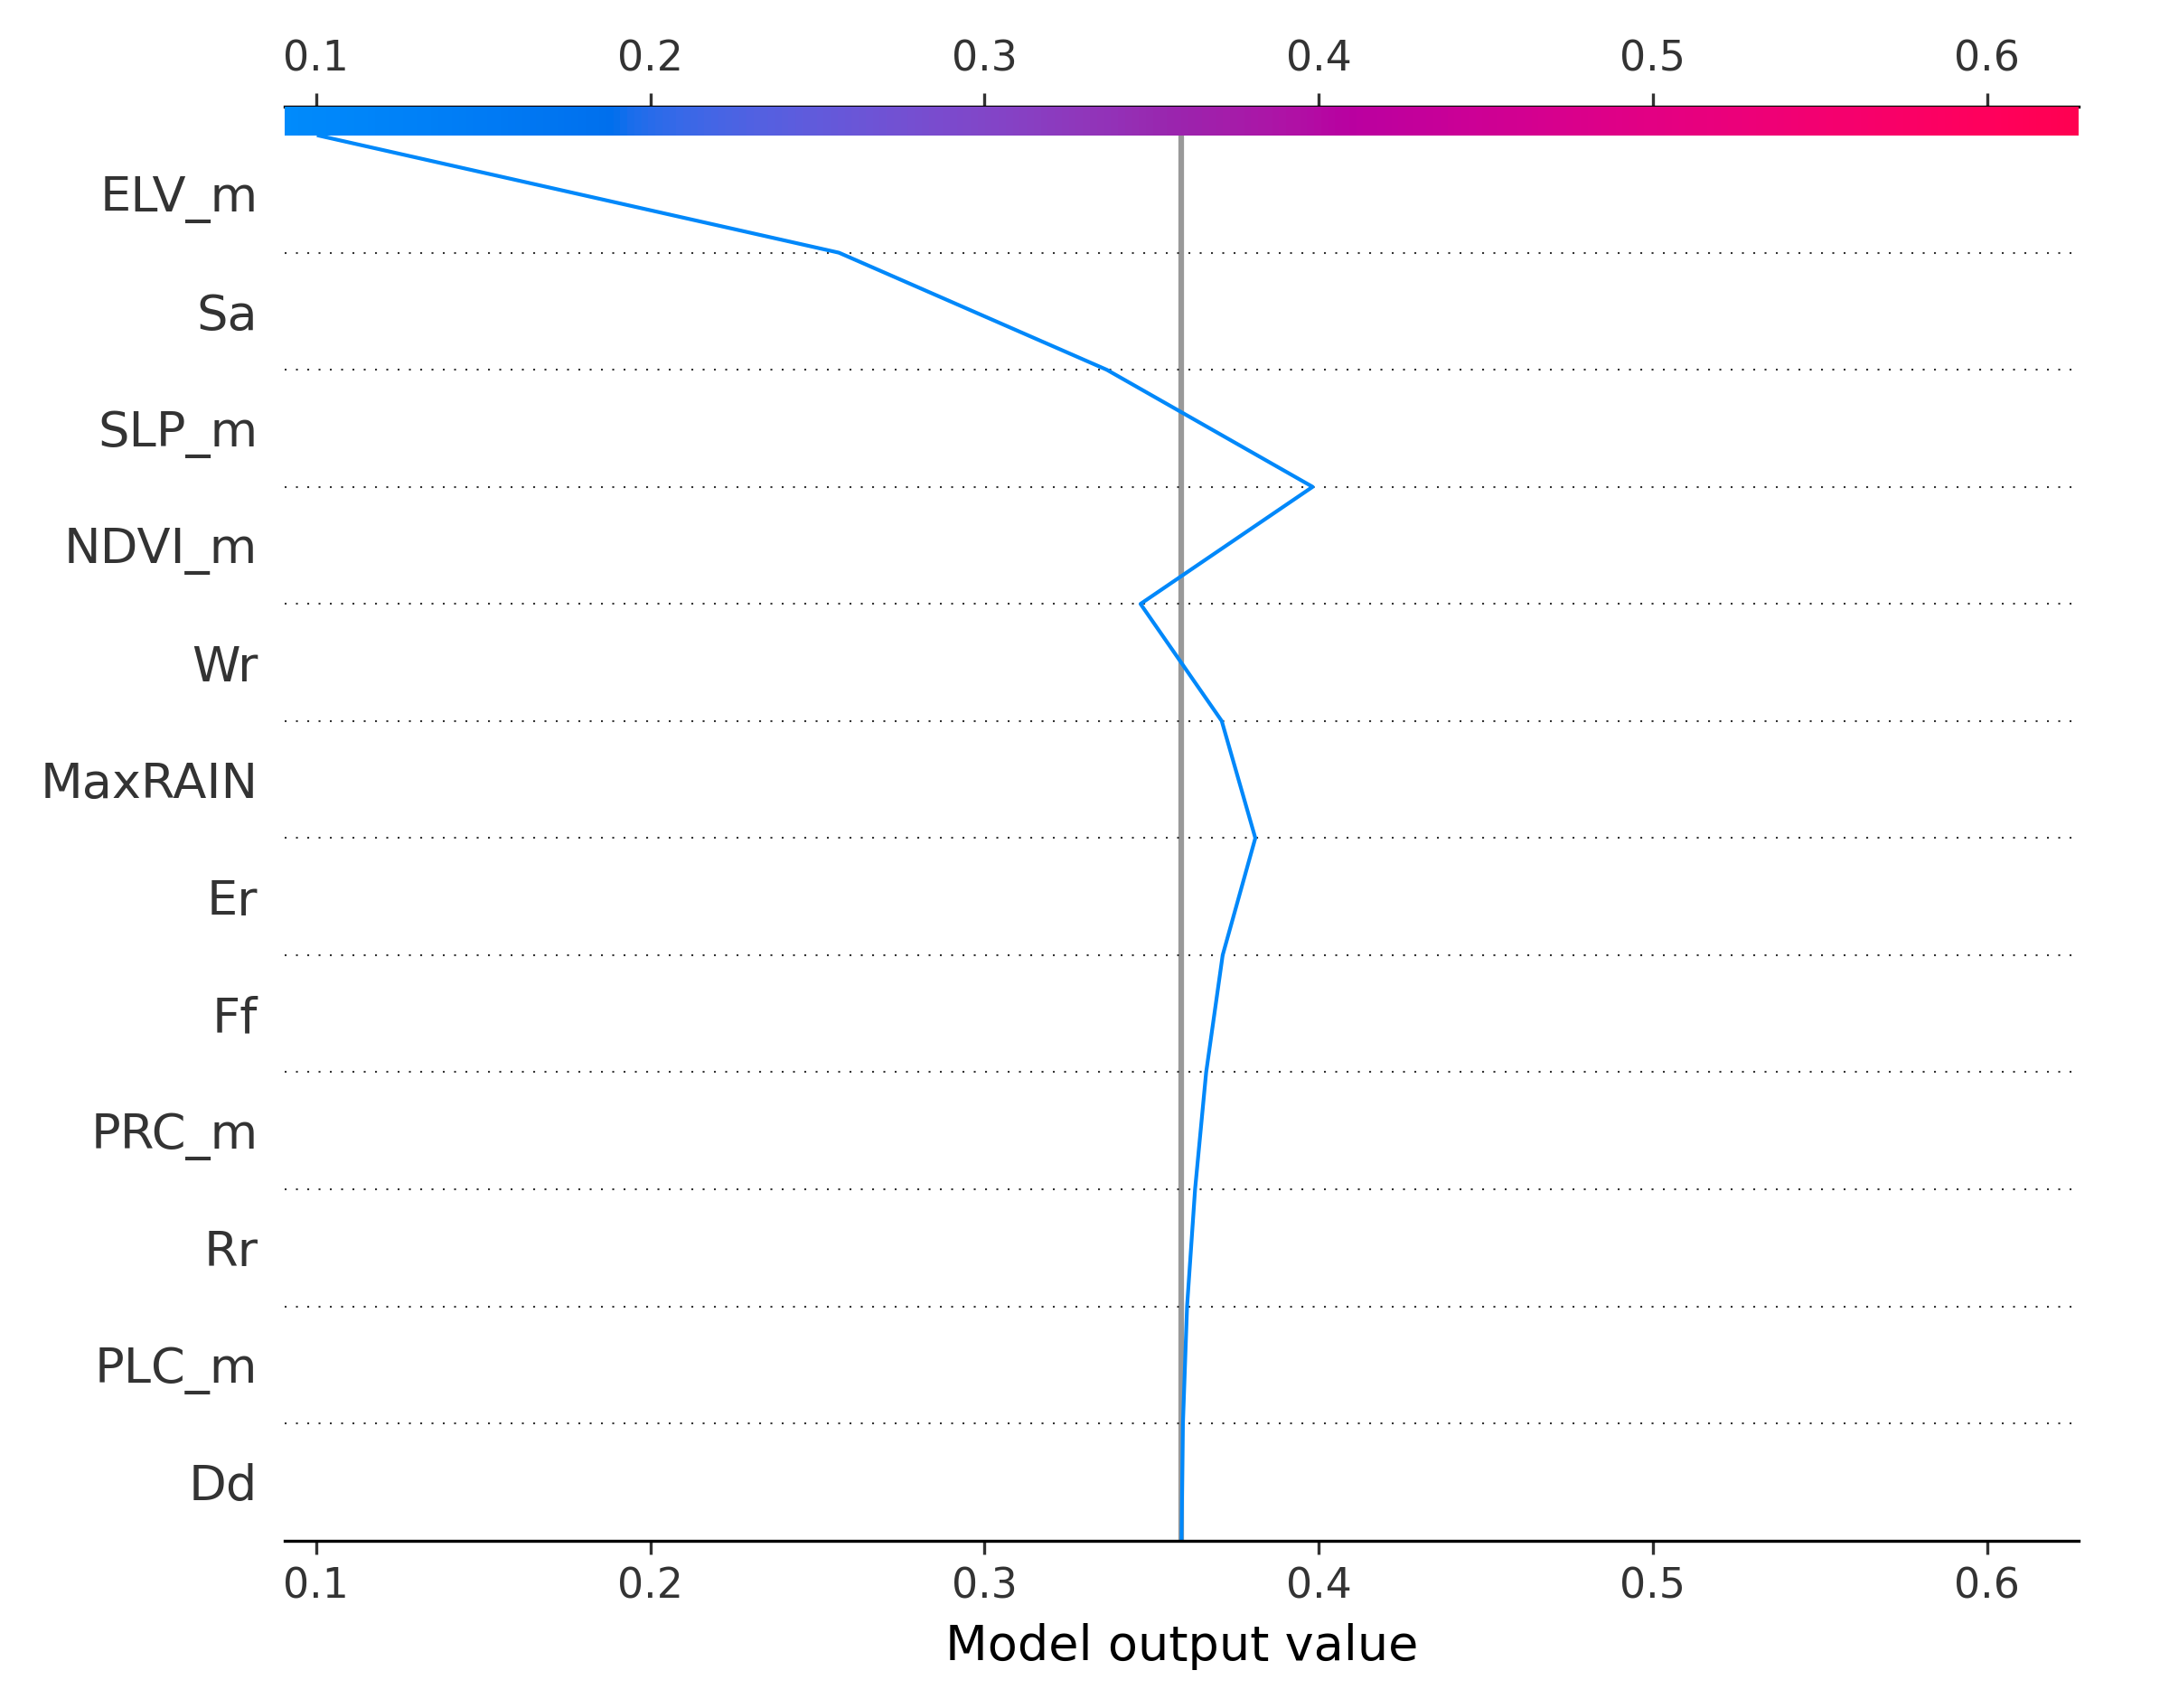 0.1 0.2 0.3 0.4 0.5 0.6
ELV_m
Sa
SLP_m
NDVI_m
Wr
MaxRAIN
Er
Ff
PRC_m
Rr
PLC_m
Dd
0.1 0.2 0.3 0.4 0.5 0.6
Model output value